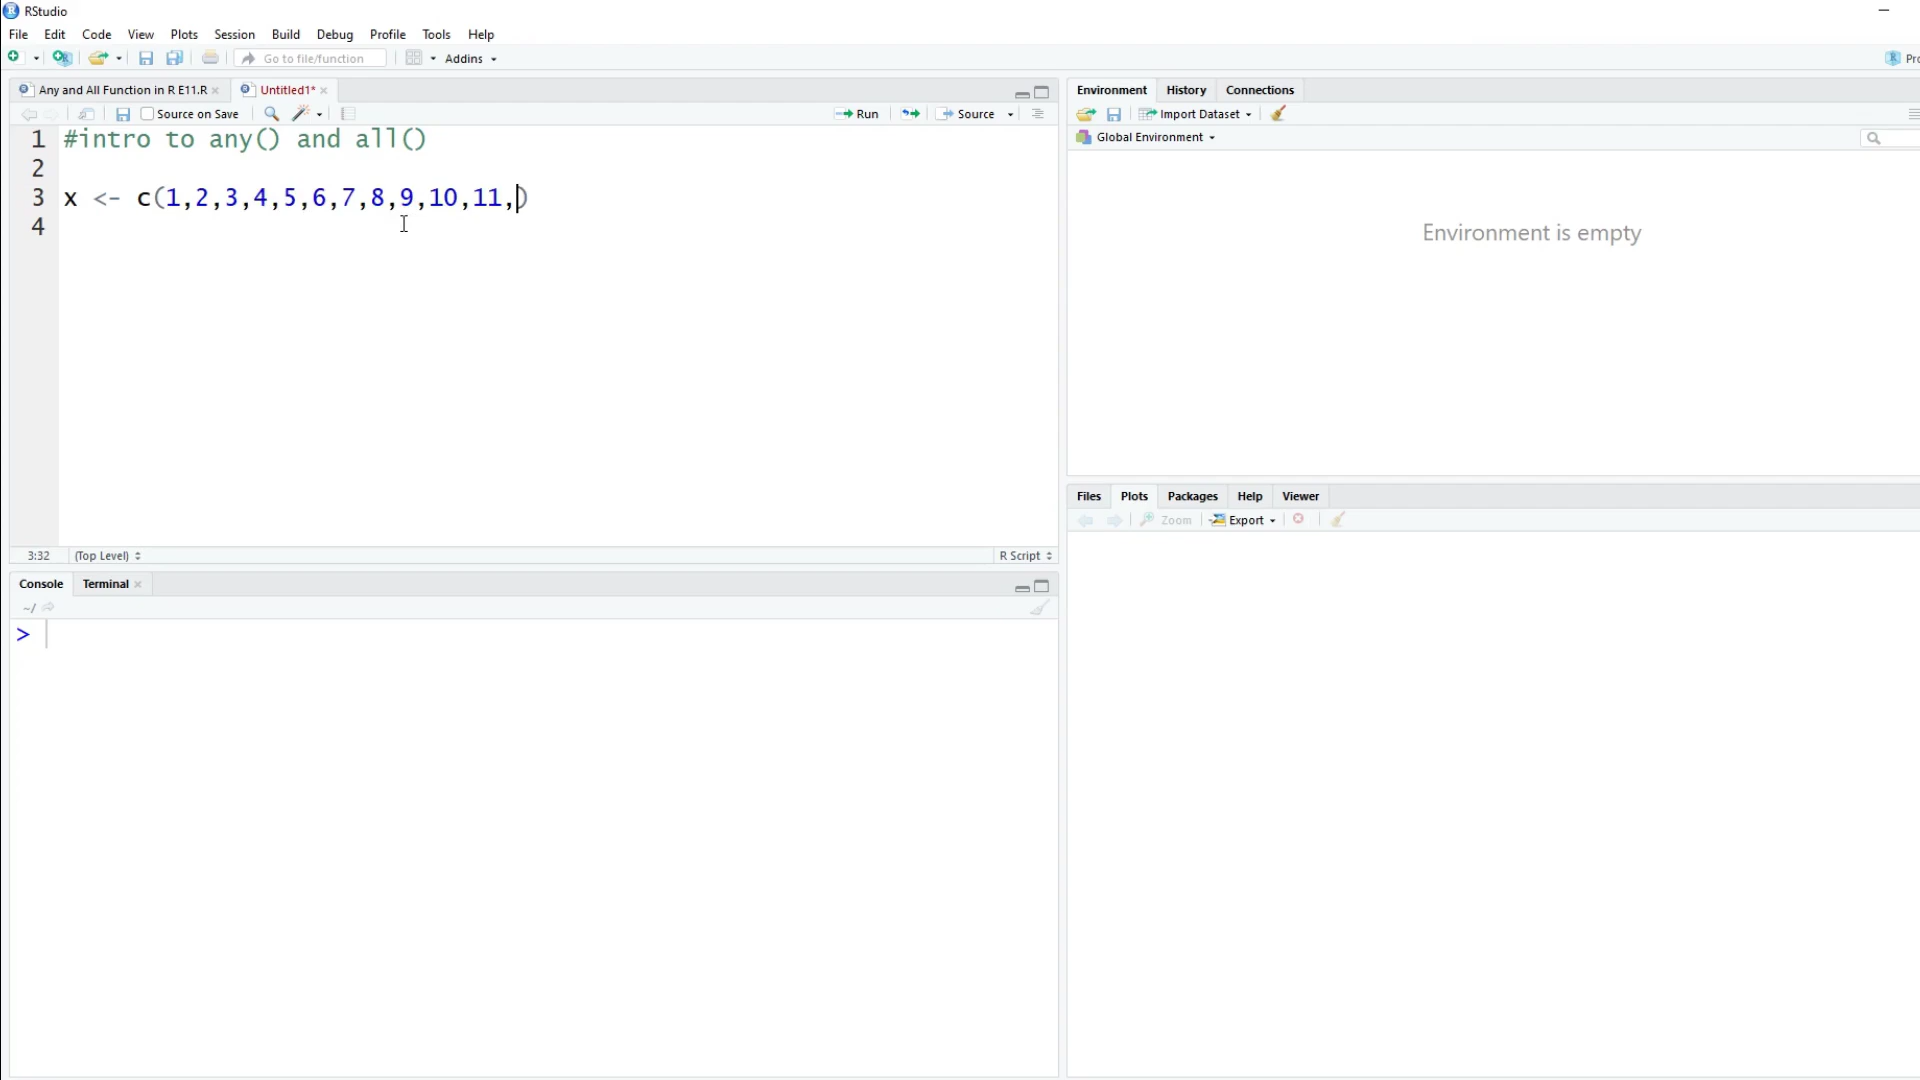 RStudio
File Edit Code View Plots Session Build Debug Profile Tools Help
Go to file/function Addins
Any and All Function in R E11.R Untitled1*
Source on Save Run Source
1 #intro to any() and all()
2
3 x <- c(1,2,3,4,5,6,7,8,9,10,11,)
4
3:32 (Top Level) R Script
Console Terminal
~/
>
Environment History Connections
Import Dataset
Global Environment
Environment is empty
Files Plots Packages Help Viewer
Zoom Export